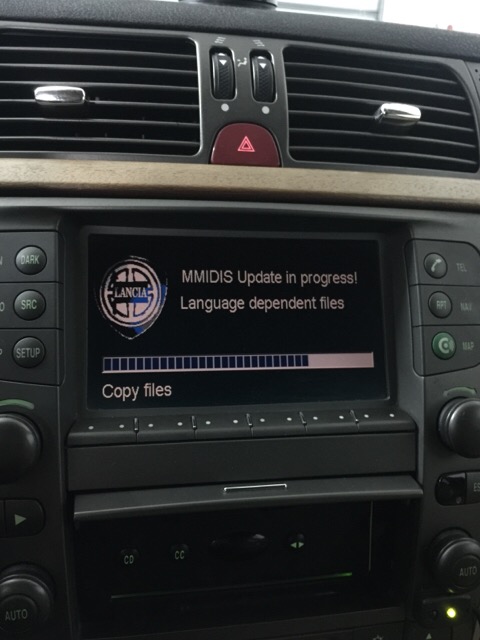 MMIDIS Update in progress!
LANCIA
Language dependent files
Copy files
DARK
SRC
SETUP
TEL
RPT
NAV
MAP
CD
CC
AUTO
AUTO